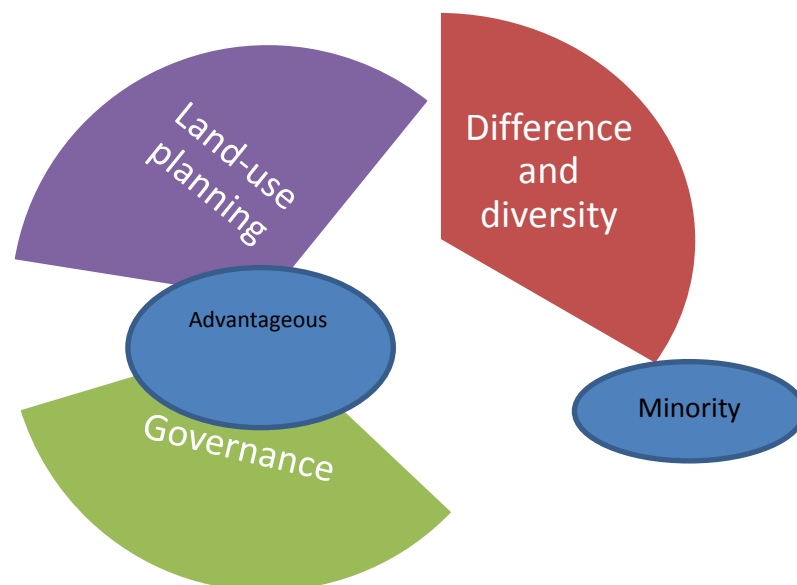 Land-use
planning
Difference
and
diversity
Advantageous
Minority
Governance